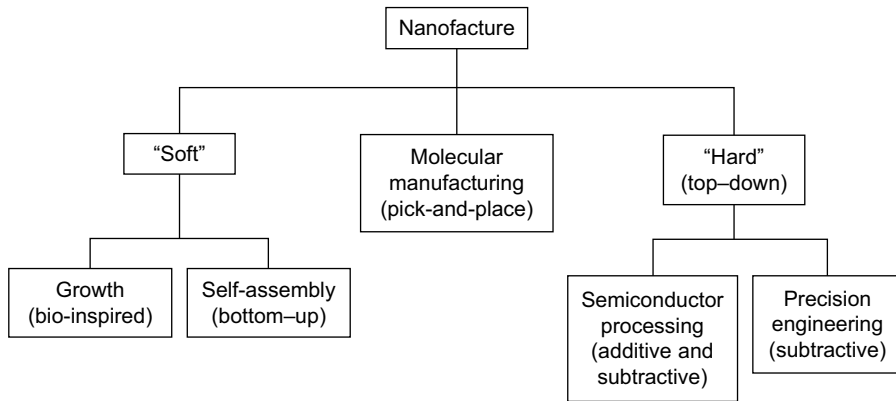 Nanofacture
“Soft”
Molecular
manufacturing
(pick-and-place)
“Hard”
(top–down)
Growth
(bio-inspired)
Self-assembly
(bottom–up)
Semiconductor
processing
(additive and
subtractive)
Precision
engineering
(subtractive)